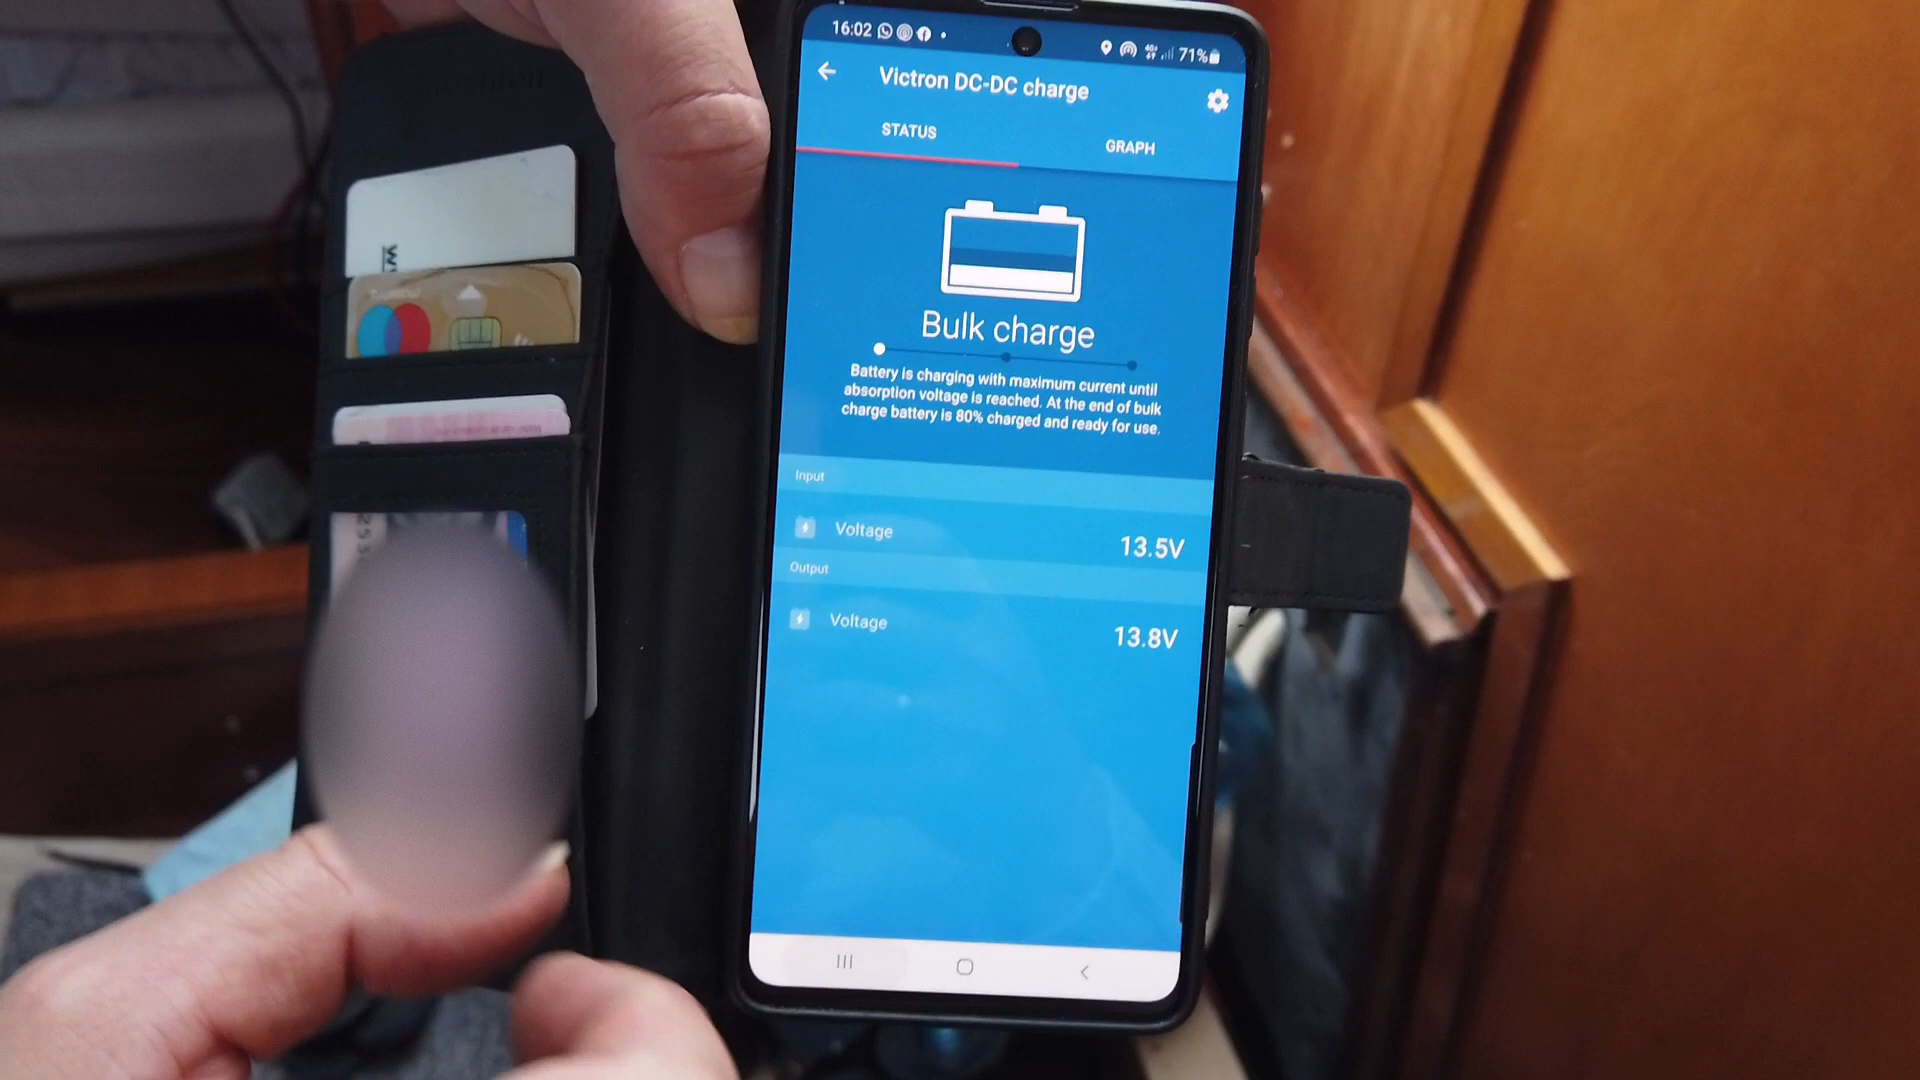 16:02
71%
Victron DC-DC charge
STATUS
GRAPH
Bulk charge
Battery is charging with maximum current until
absorption voltage is reached. At the end of bulk
charge battery is 80% charged and ready for use.
Input
Voltage
13.5V
Output
Voltage
13.8V